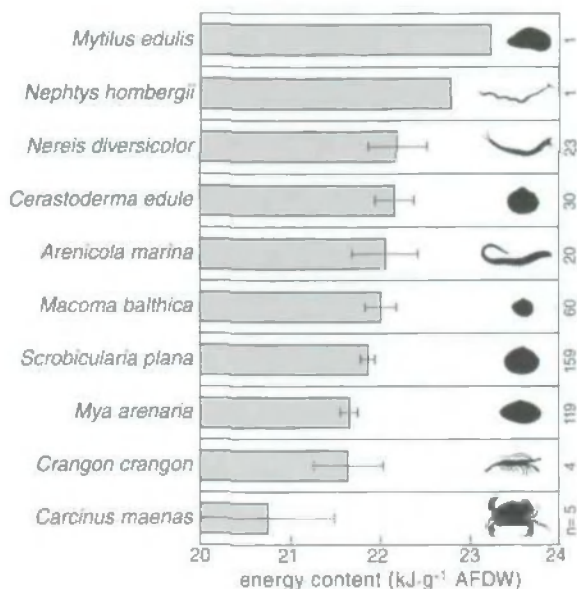 Mytilus edulis 1
Nephtys hombergii 1
Nereis diversicolor 23
Cerastoderma edule 30
Arenicola marina 20
Macoma balthica 60
Scrobicularia plana 159
Mya arenaria 119
Crangon crangon 4
Carcinus maenas n= 5
20 21 22 23 24
energy content (kJ·g⁻¹ AFDW)